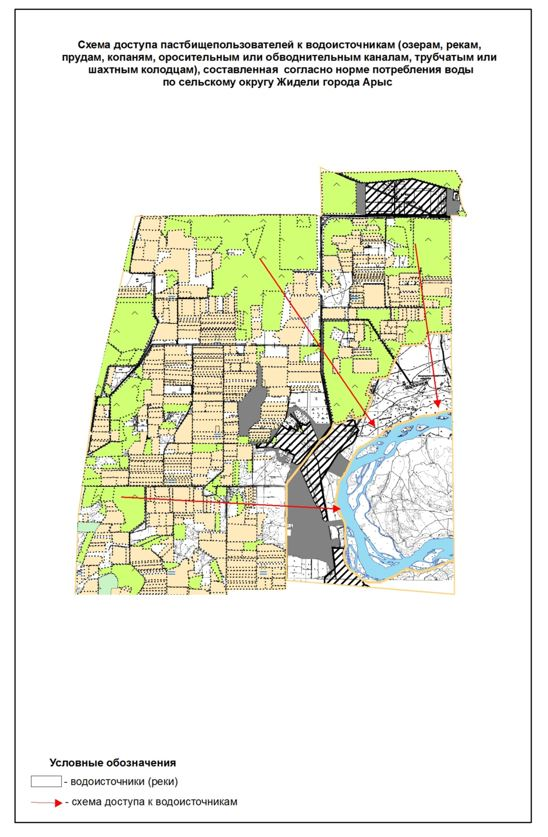 Схема доступа пастбищепользователей к водоисточникам (озерам, рекам,
прудам, копаням, оросительным или обводнительным каналам, трубчатым или
шахтным колодцам), составленная согласно норме потребления воды
по сельскому округу Жидели города Арыс
Условные обозначения
- водоисточники (реки)
- схема доступа к водоисточникам